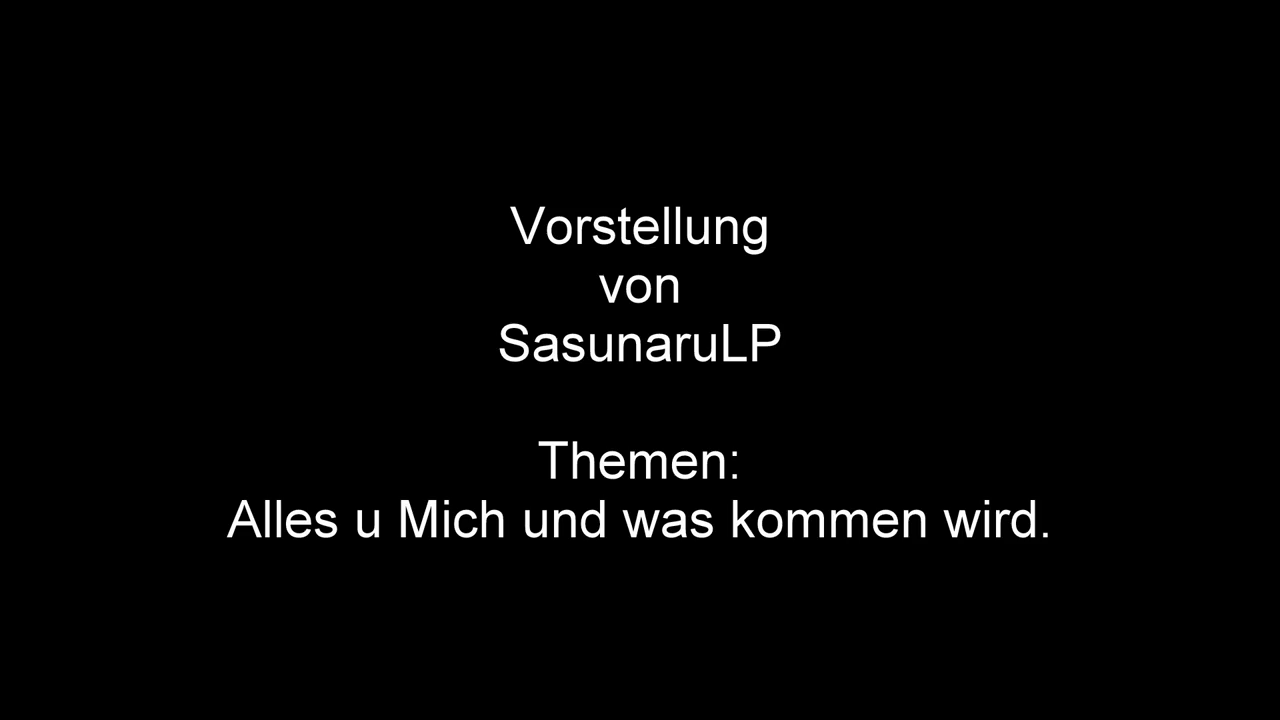 Vorstellung
von
SasunaruLP
Themen:
Alles u Mich und was kommen wird.